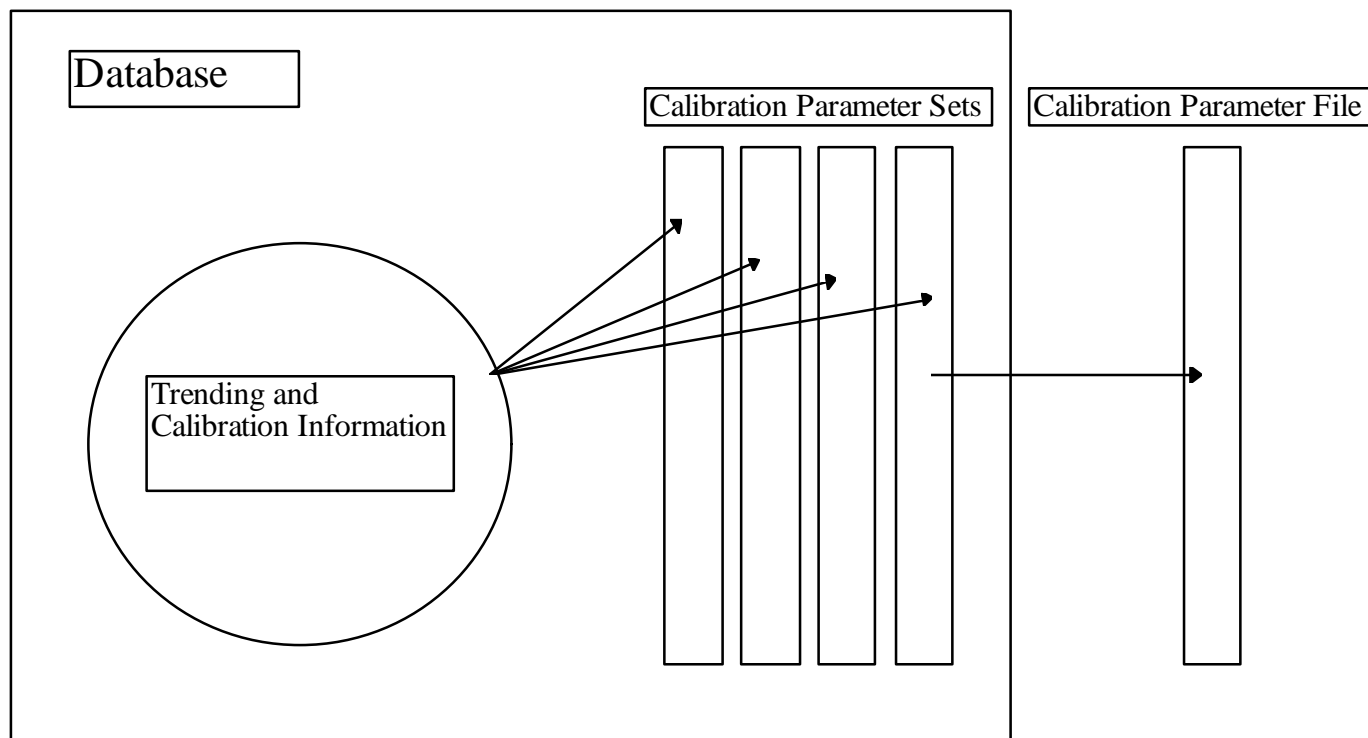 Database
Calibration Parameter Sets
Calibration Parameter File
Trending and
Calibration Information